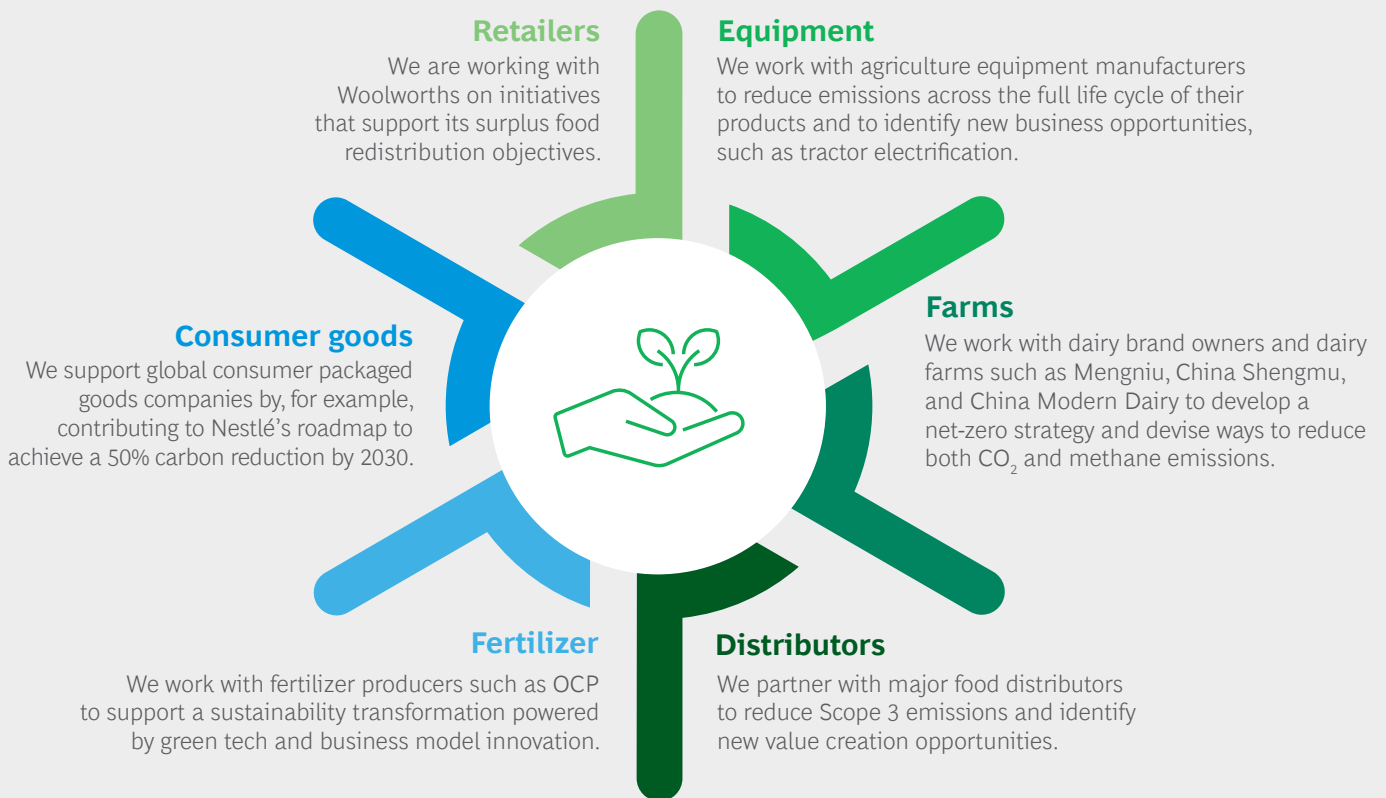 Retailers
We are working with
Woolworths on initiatives
that support its surplus food
redistribution objectives.
Equipment
We work with agriculture equipment manufacturers
to reduce emissions across the full life cycle of their
products and to identify new business opportunities,
such as tractor electrification.
Consumer goods
We support global consumer packaged
goods companies by, for example,
contributing to Nestlé’s roadmap to
achieve a 50% carbon reduction by 2030.
Farms
We work with dairy brand owners and dairy
farms such as Mengniu, China Shengmu,
and China Modern Dairy to develop a
net-zero strategy and devise ways to reduce
both CO₂ and methane emissions.
Fertilizer
We work with fertilizer producers such as OCP
to support a sustainability transformation powered
by green tech and business model innovation.
Distributors
We partner with major food distributors
to reduce Scope 3 emissions and identify
new value creation opportunities.